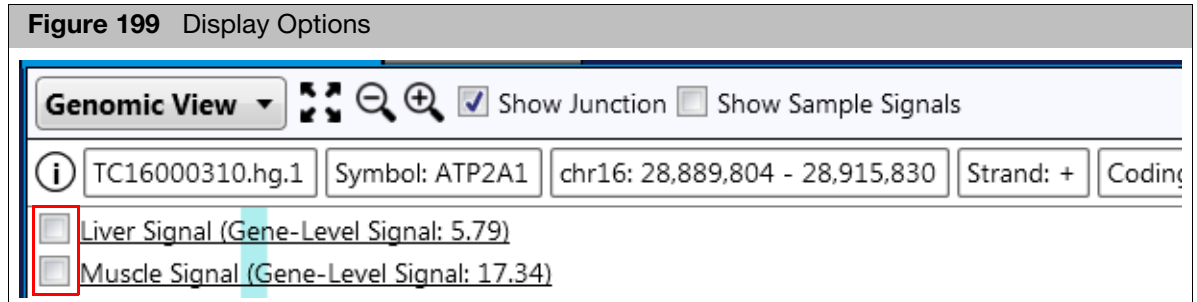 Figure 199 Display Options
Genomic View Show Junction Show Sample Signals
i TC16000310.hg.1 Symbol: ATP2A1 chr16: 28,889,804 - 28,915,830 Strand: + Coding
Liver Signal (Gene-Level Signal: 5.79)
Muscle Signal (Gene-Level Signal: 17.34)